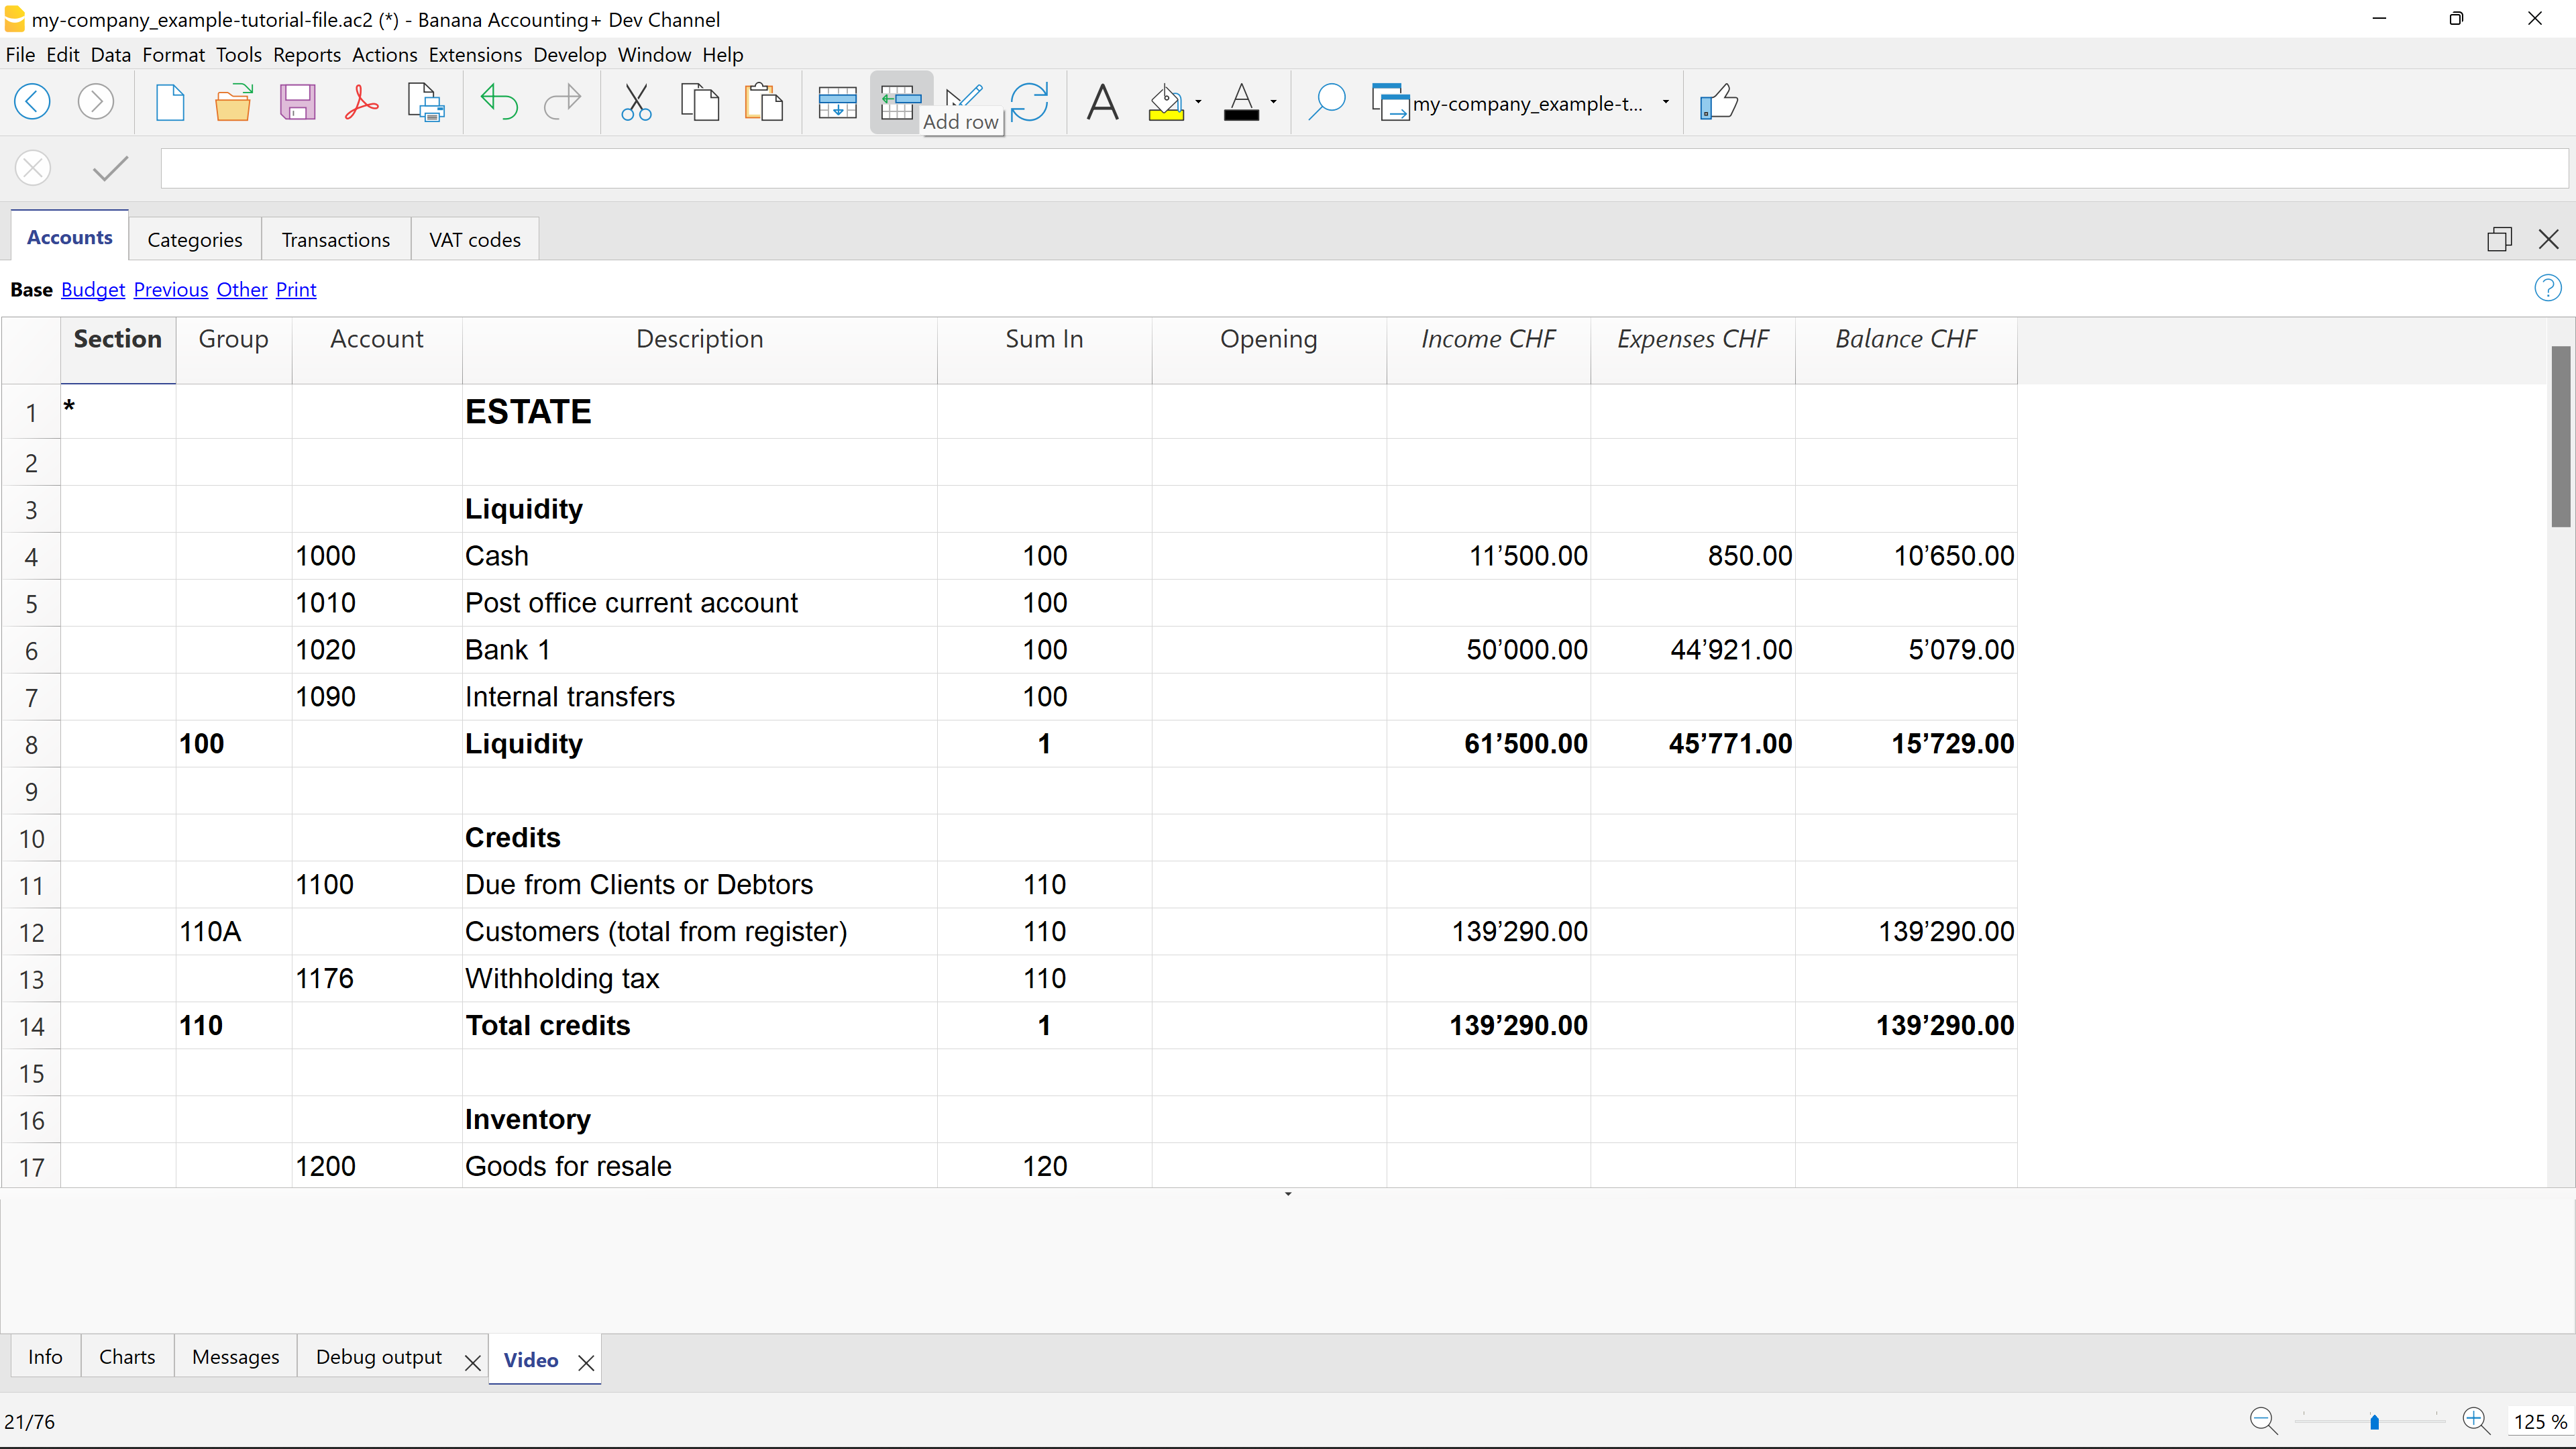 my-company_example-tutorial-file.ac2 (*) - Banana Accounting+ Dev Channel
File Edit Data Format Tools Reports Actions Extensions Develop Window Help
my-company_example-t...
Add row
Accounts Categories Transactions VAT codes
Base Budget Previous Other Print ?
Section Group Account Description Sum In Opening Income CHF Expenses CHF Balance CHF
1 * ESTATE
2
3 Liquidity
4 1000 Cash 100 11’500.00 850.00 10’650.00
5 1010 Post office current account 100
6 1020 Bank 1 100 50’000.00 44’921.00 5’079.00
7 1090 Internal transfers 100
8 100 Liquidity 1 61’500.00 45’771.00 15’729.00
9
10 Credits
11 1100 Due from Clients or Debtors 110
12 110A Customers (total from register) 110 139’290.00 139’290.00
13 1176 Withholding tax 110
14 110 Total credits 1 139’290.00 139’290.00
15
16 Inventory
17 1200 Goods for resale 120
Info Charts Messages Debug output Video
21/76 125 %